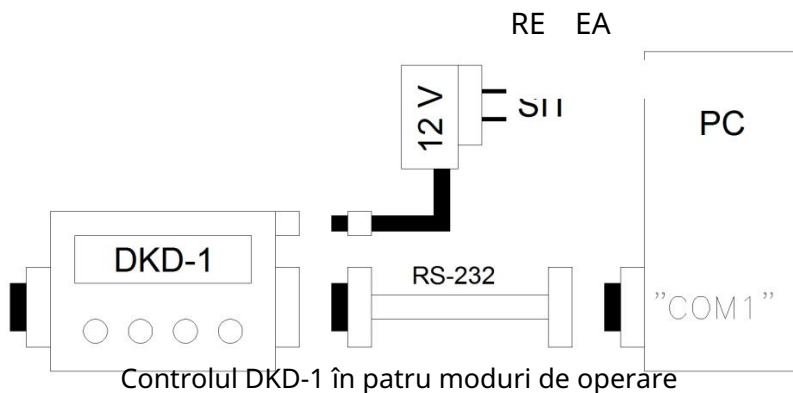 RE EA
12 V
PC
DKD-1
RS-232
"COM1"
Controlul DKD-1 în patru moduri de operare